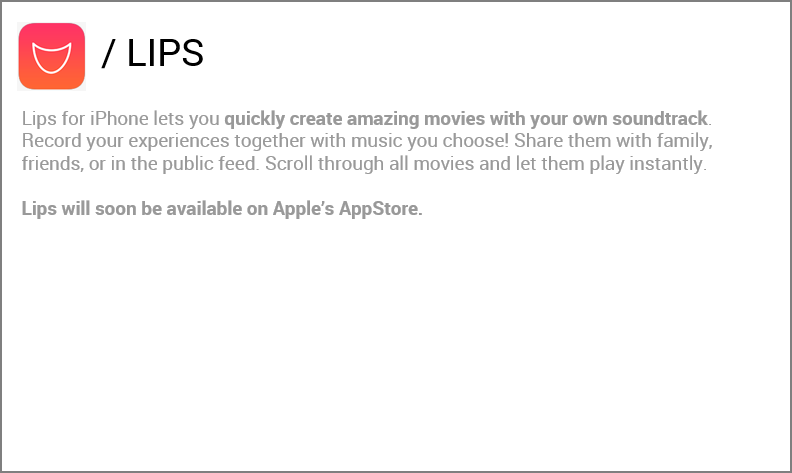 / LIPS
Lips for iPhone lets you quickly create amazing movies with your own soundtrack.
Record your experiences together with music you choose! Share them with family,
friends, or in the public feed. Scroll through all movies and let them play instantly.
Lips will soon be available on Apple's AppStore.